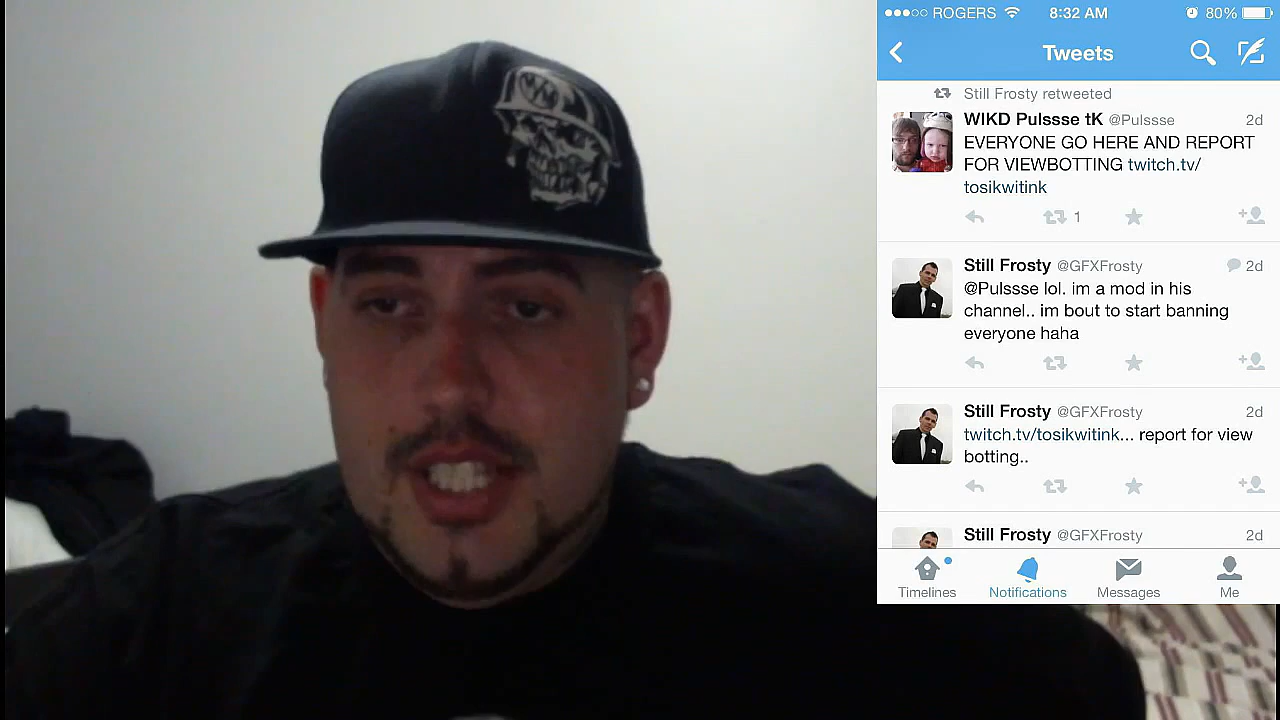 ROGERS 8:32 AM 80%
Tweets
Still Frosty retweeted
WIKD Pulssse tK @Pulssse 2d
EVERYONE GO HERE AND REPORT
FOR VIEWBOTTING twitch.tv/
tosikwitink
1
Still Frosty @GFXFrosty 2d
@Pulssse lol. im a mod in his
channel.. im bout to start banning
everyone haha
Still Frosty @GFXFrosty 2d
twitch.tv/tosikwitink... report for view
botting..
Still Frosty @GFXFrosty 2d
Timelines Notifications Messages Me